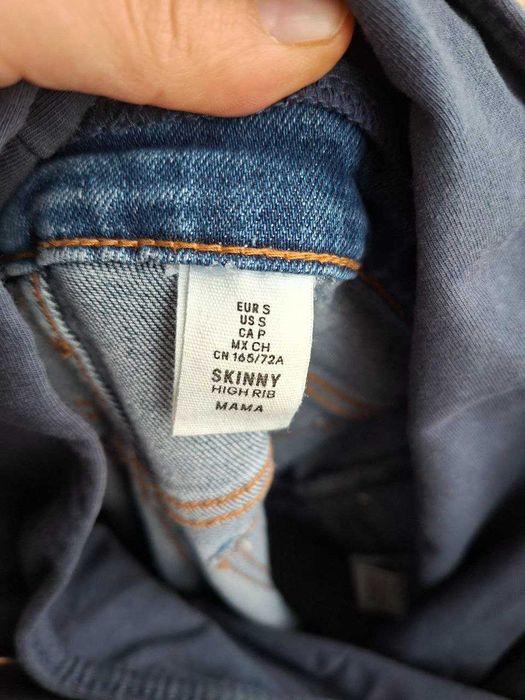 EUR S
US S
CA P
MX CH
CN 165/72A
SKINNY
HIGH RIB
MAMA